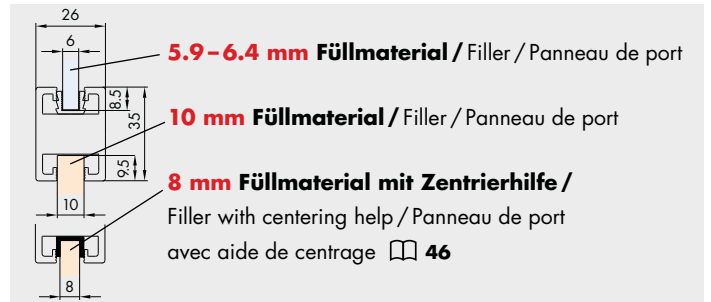 26
6
5.9–6.4 mm Füllmaterial / Filler / Panneau de port
8.5
35
10 mm Füllmaterial / Filler / Panneau de port
9.5
8 mm Füllmaterial mit Zentrierhilfe /
10
Filler with centering help / Panneau de port
avec aide de centrage 46
8